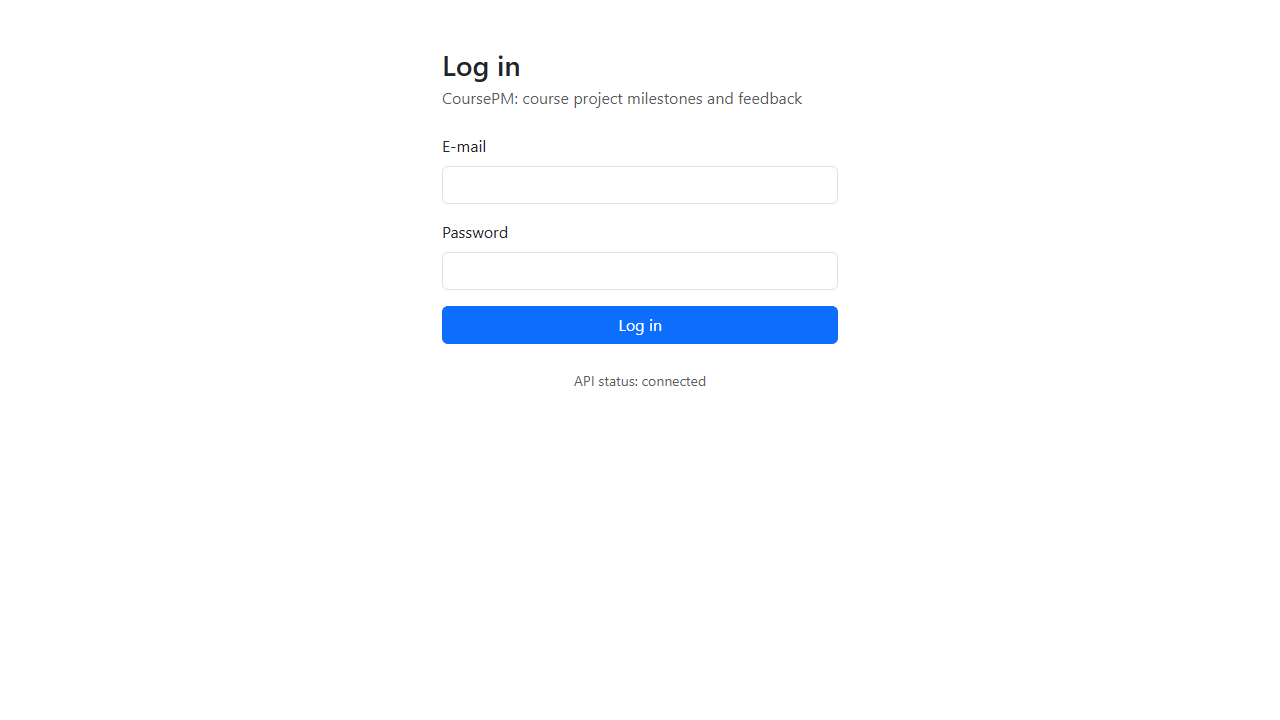 Log in
CoursePM: course project milestones and feedback
E-mail
Password
Log in
API status: connected